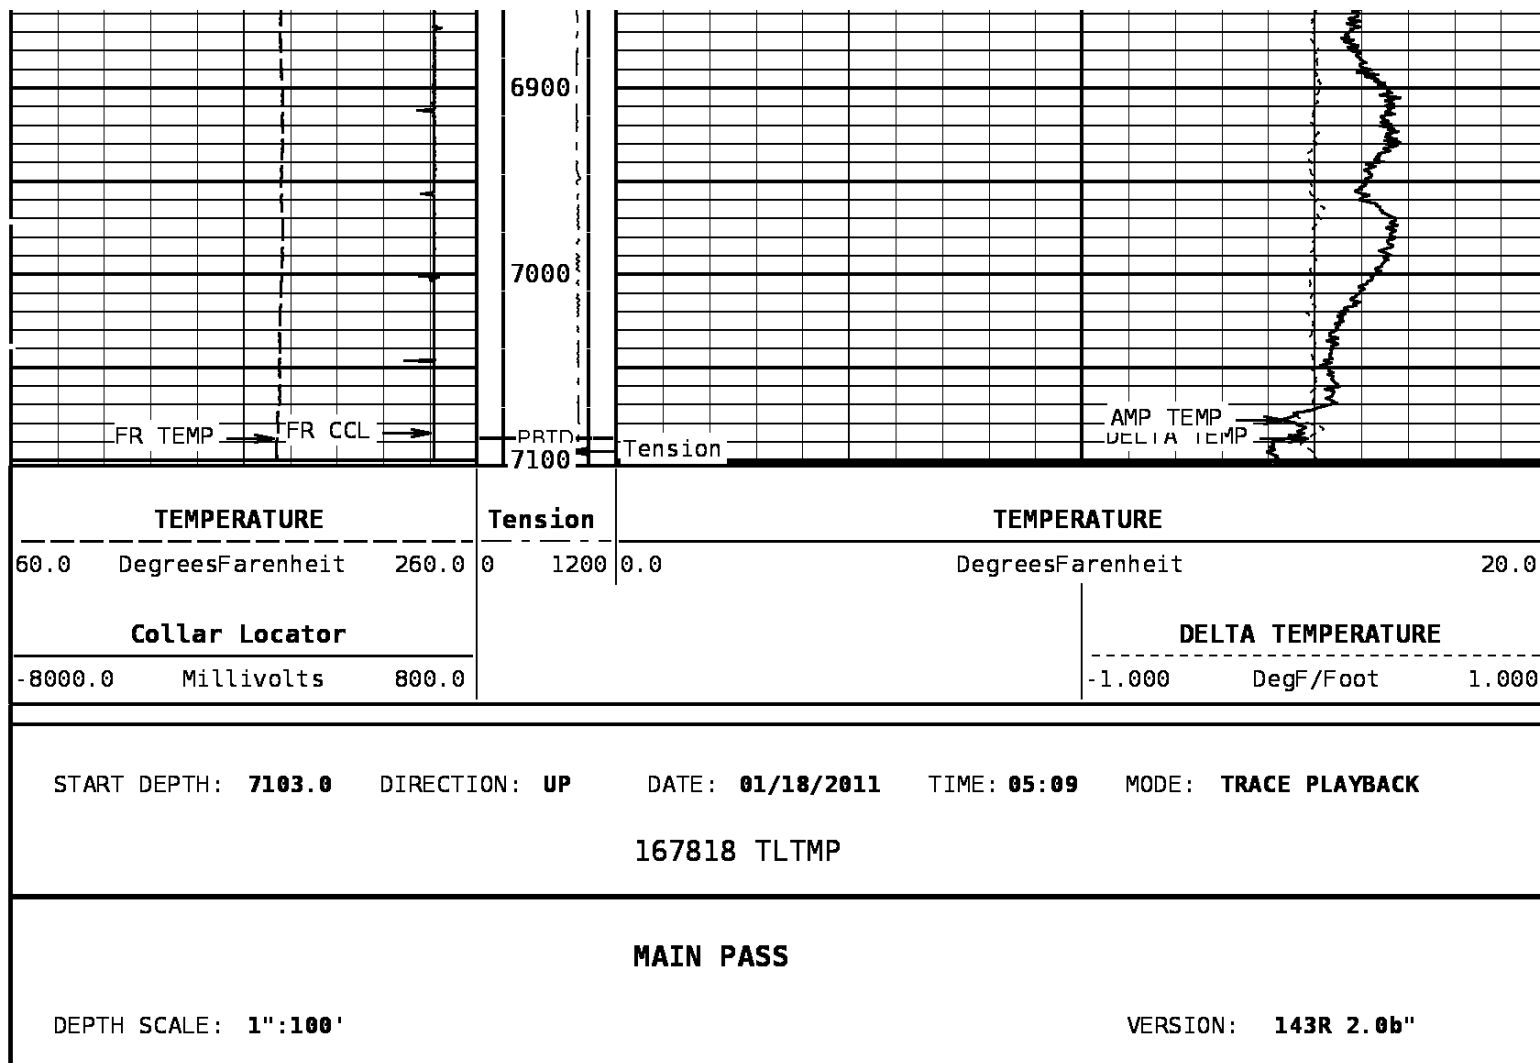 6900
7000
AMP TEMP
FR TEMP FR CCL PBTD DELTA TEMP
Tension
7100
TEMPERATURE Tension TEMPERATURE
60.0 DegreesFarenheit 260.0 0 1200 0.0 DegreesFarenheit 20.0
Collar Locator DELTA TEMPERATURE
-8000.0 Millivolts 800.0 -1.000 DegF/Foot 1.000
START DEPTH: 7103.0 DIRECTION: UP DATE: 01/18/2011 TIME: 05:09 MODE: TRACE PLAYBACK
167818 TLTMP
MAIN PASS
DEPTH SCALE: 1":100' VERSION: 143R 2.0b"